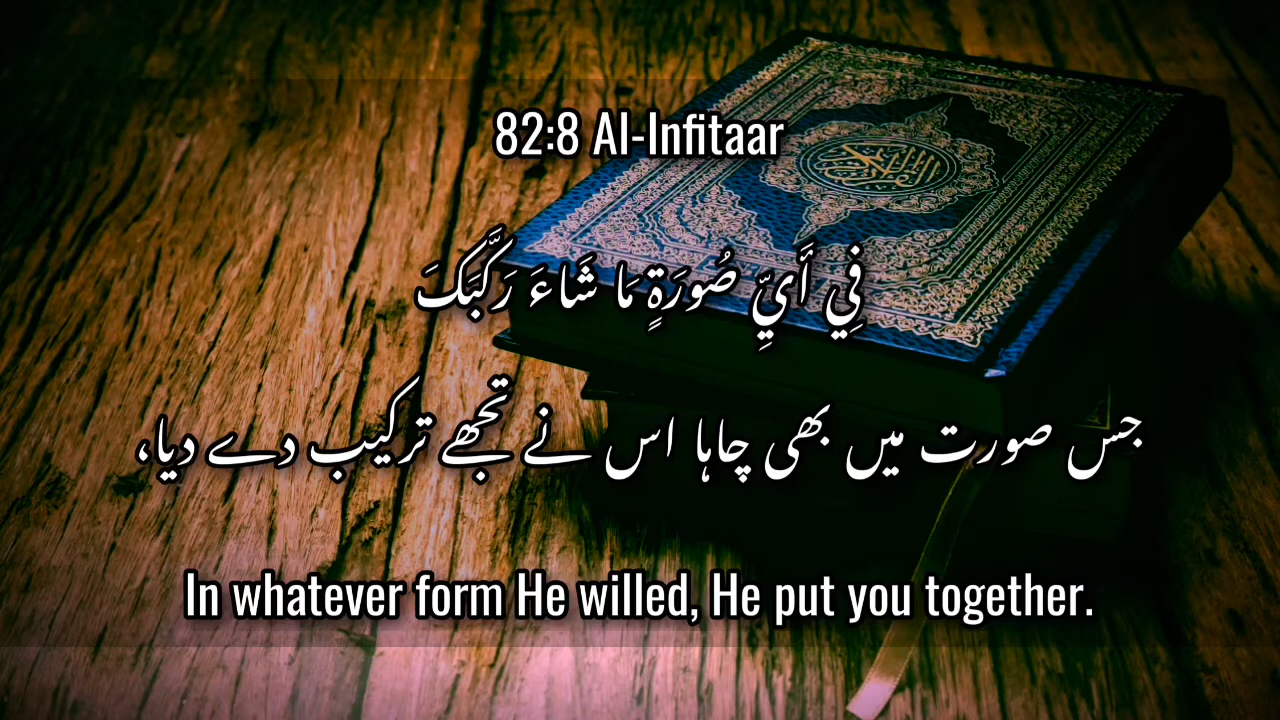 82:8 Al-Infitaar
فِي أَيِّ صُورَةٍ مَا شَاءَ رَكَّبَكَ
جس صورت میں بھی چاہا اس نے تجھے ترکیب دے دیا،
In whatever form He willed, He put you together.